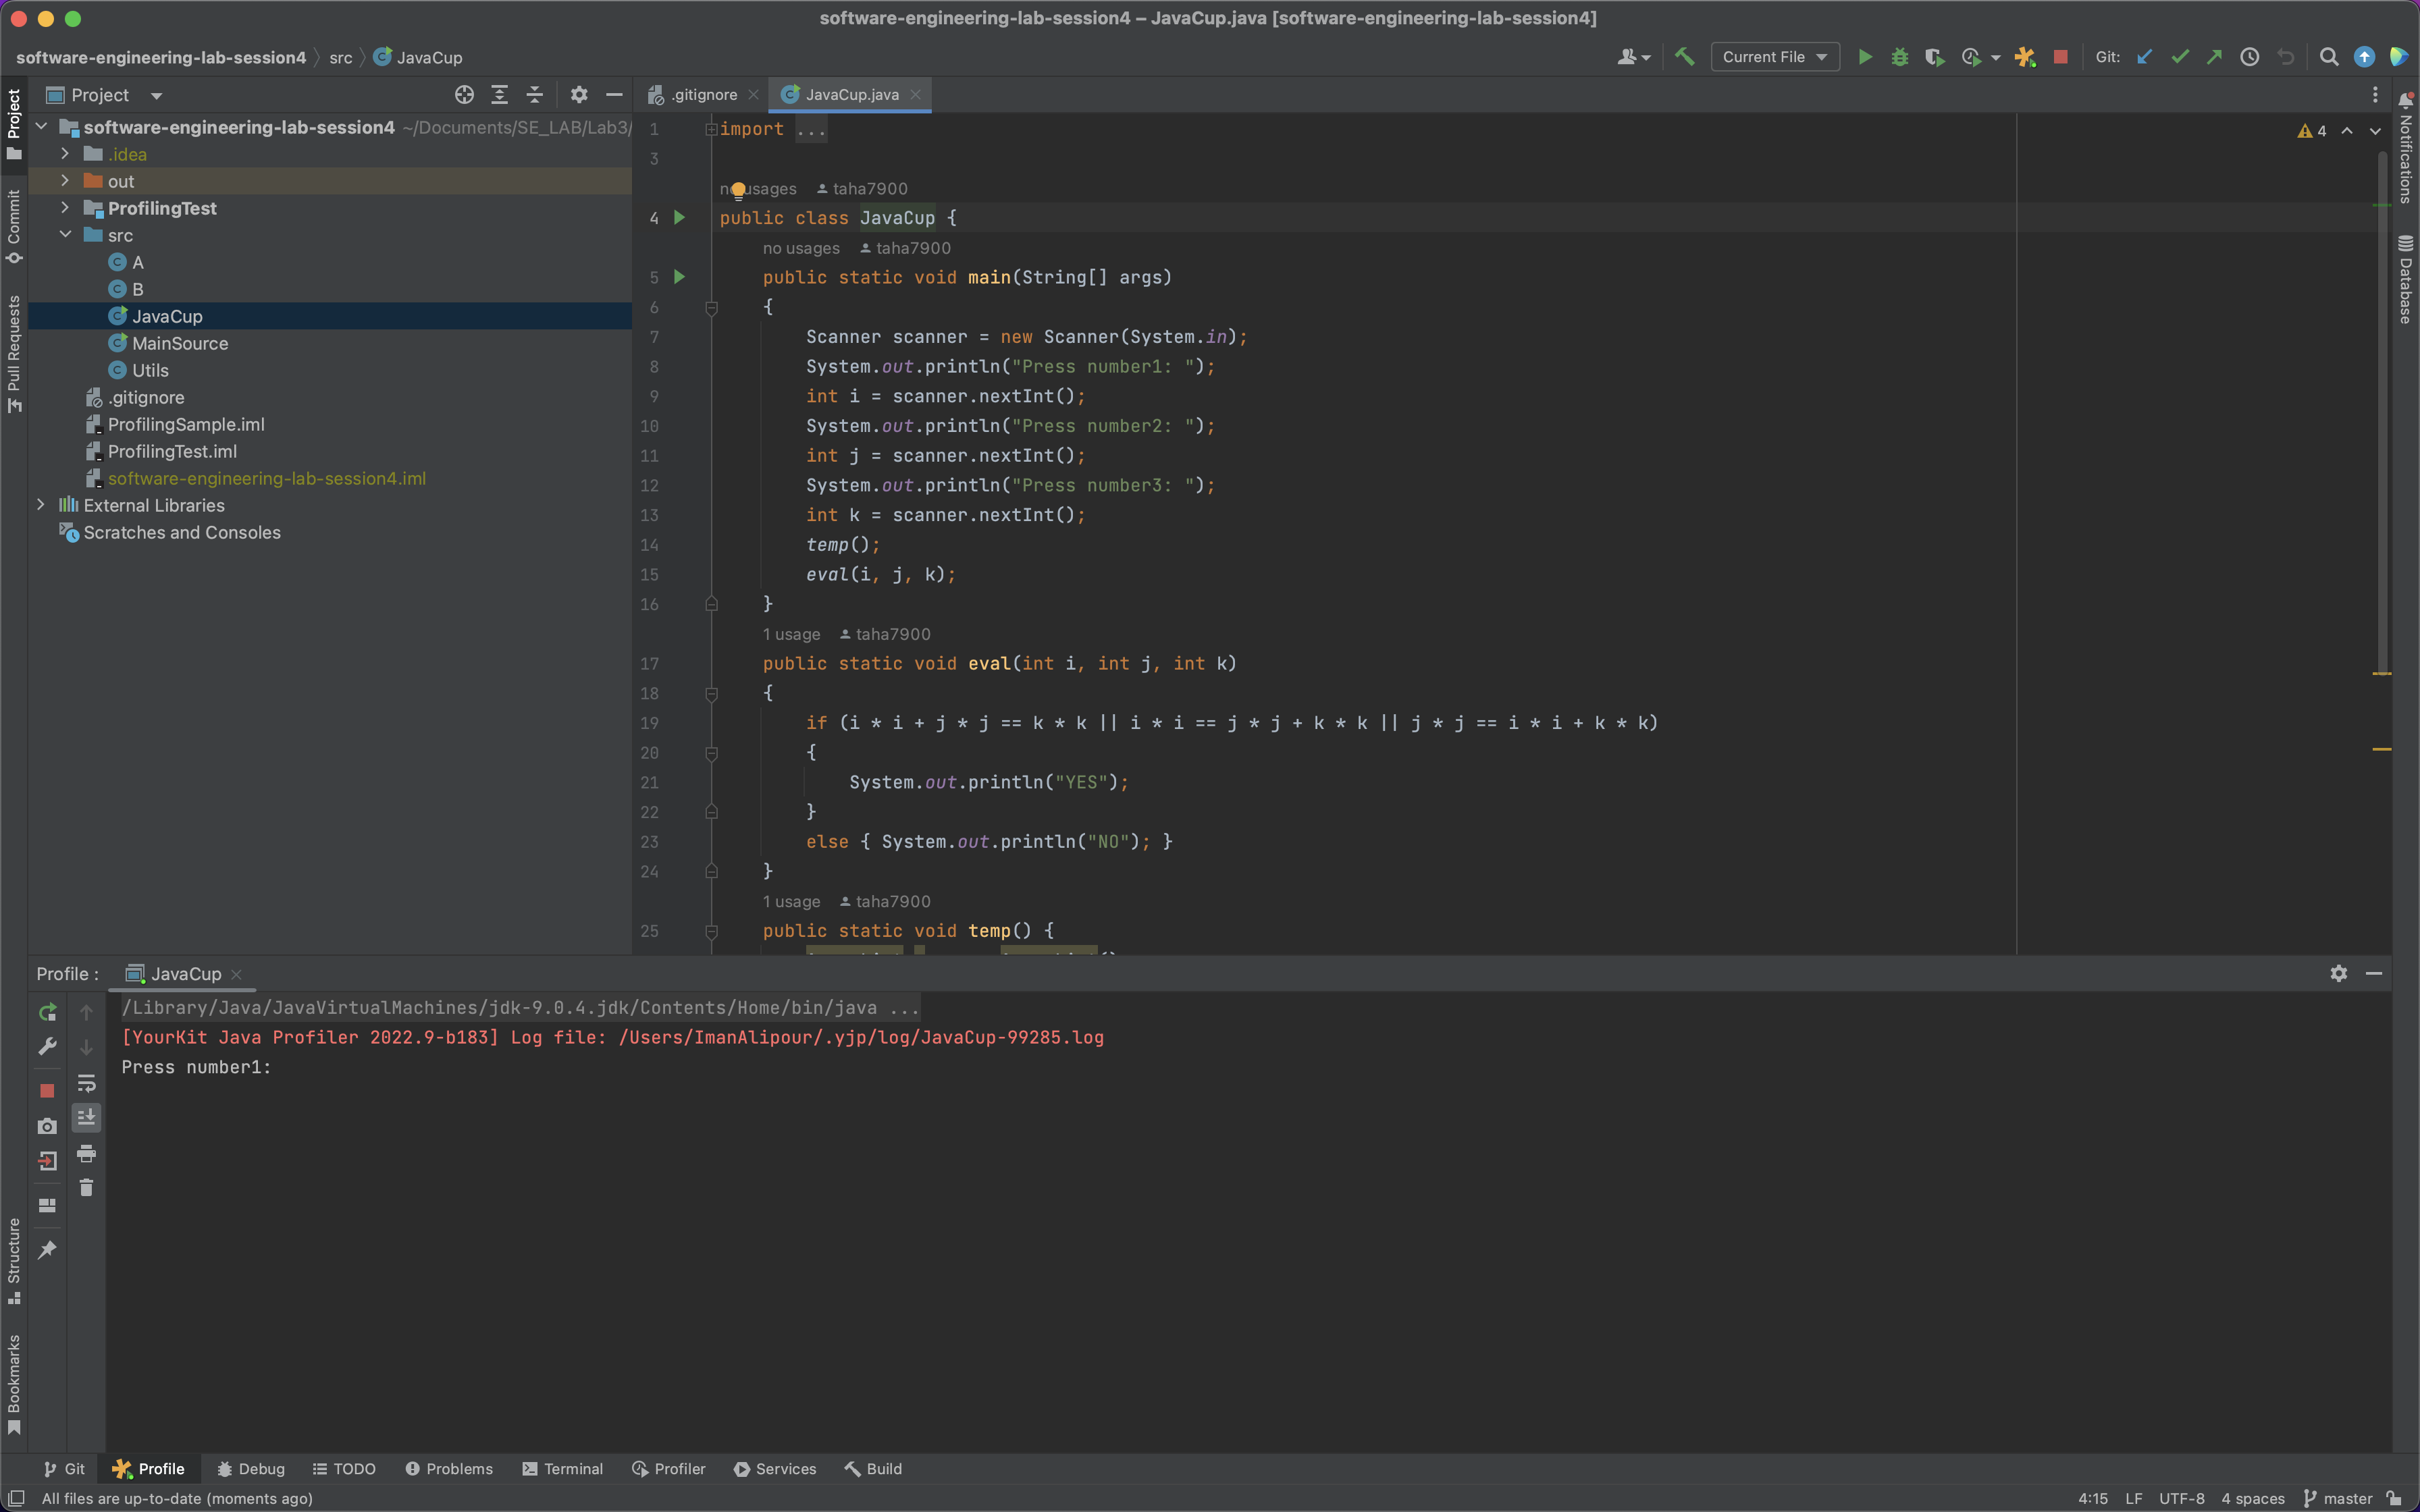 software-engineering-lab-session4 – JavaCup.java [software-engineering-lab-session4]
software-engineering-lab-session4 src JavaCup
Current File
Git:
Project
.gitignore JavaCup.java
software-engineering-lab-session4 ~/Documents/SE_LAB/Lab3/
.idea
out
ProfilingTest
src
A
B
JavaCup
MainSource
Utils
.gitignore
ProfilingSample.iml
ProfilingTest.iml
software-engineering-lab-session4.iml
External Libraries
Scratches and Consoles
Project
Commit
Pull Requests
Structure
Bookmarks
Notifications
Database
4
1 import ...
3
usages taha7900
4 public class JavaCup {
no usages taha7900
5 public static void main(String[] args)
6 {
7 Scanner scanner = new Scanner(System.in);
8 System.out.println("Press number1: ");
9 int i = scanner.nextInt();
10 System.out.println("Press number2: ");
11 int j = scanner.nextInt();
12 System.out.println("Press number3: ");
13 int k = scanner.nextInt();
14 temp();
15 eval(i, j, k);
16 }
1 usage taha7900
17 public static void eval(int i, int j, int k)
18 {
19 if (i * i + j * j == k * k || i * i == j * j + k * k || j * j == i * i + k * k)
20 {
21 System.out.println("YES");
22 }
23 else { System.out.println("NO"); }
24 }
1 usage taha7900
25 public static void temp() {
Profile : JavaCup
/Library/Java/JavaVirtualMachines/jdk-9.0.4.jdk/Contents/Home/bin/java ...
[YourKit Java Profiler 2022.9-b183] Log file: /Users/ImanAlipour/.yjp/log/JavaCup-99285.log
Press number1:
Git Profile Debug TODO Problems Terminal Profiler Services Build
All files are up-to-date (moments ago) 4:15 LF UTF-8 4 spaces master